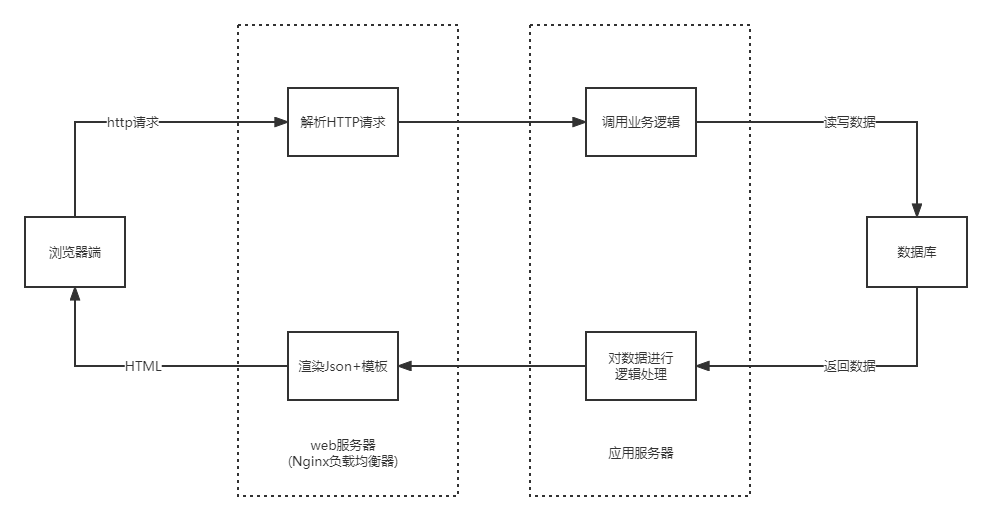 http请求
解析HTTP请求
调用业务逻辑
读写数据
浏览器端
数据库
HTML
渲染Json+模板
对数据进行
逻辑处理
返回数据
web服务器
(Nginx负载均衡器)
应用服务器